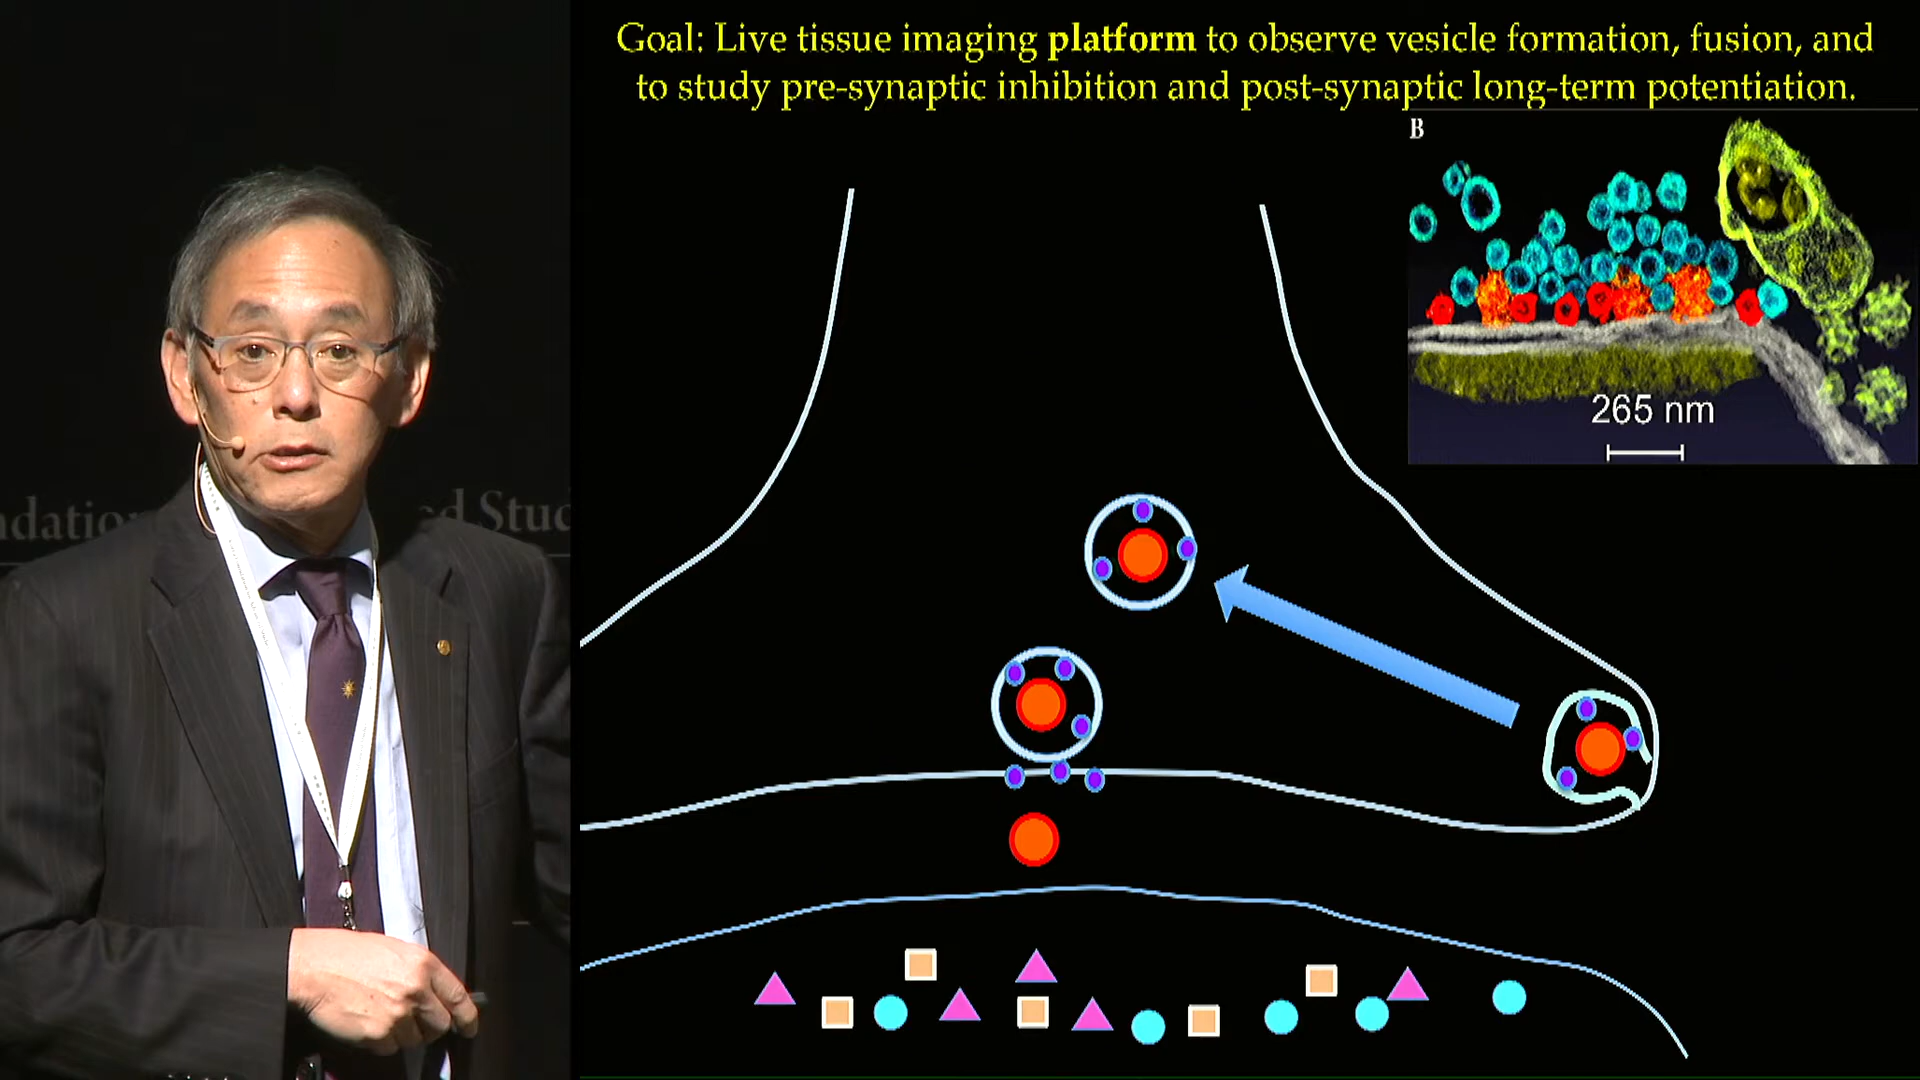 Goal: Live tissue imaging platform to observe vesicle formation, fusion, and
to study pre-synaptic inhibition and post-synaptic long-term potentiation.
B
265 nm